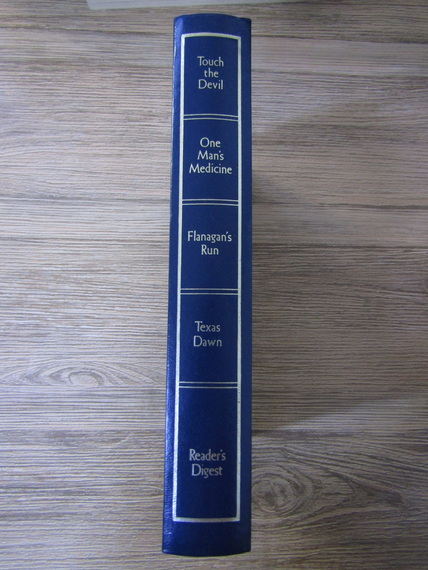 Touch
the
Devil
One
Man's
Medicine
Flanagan's
Run
Texas
Dawn
Reader's
Digest